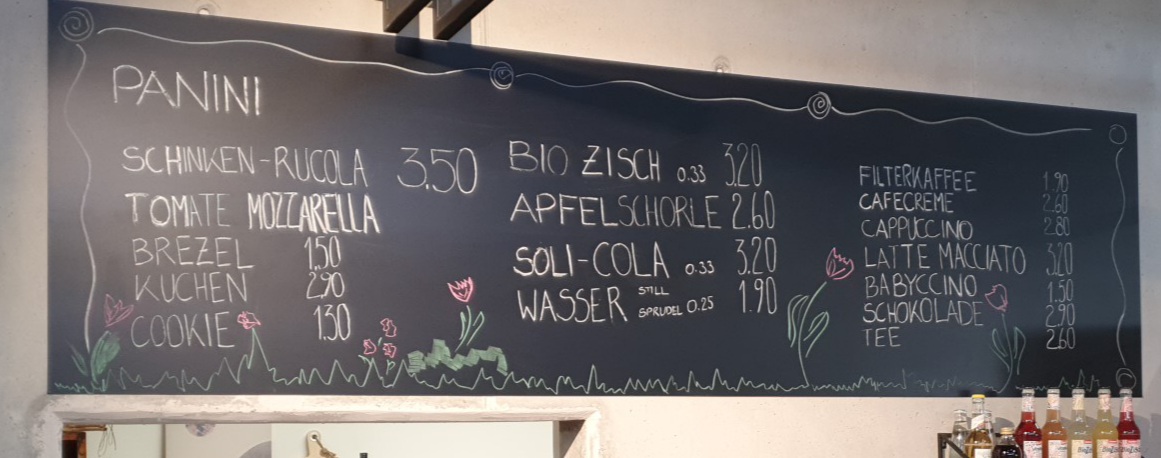 PANINI
SCHINKEN-RUCOLA 3.50
TOMATE MOZZARELLA
BREZEL 1.50
KUCHEN 2.90
COOKIE 1.30
BIO ZISCH 0.33 3.20
APFELSCHORLE 2.60
SOLI-COLA 0.33 3.20
WASSER STILL
SPRUDEL 0.25 1.90
FILTERKAFFEE 1.90
CAFECREME 2.60
CAPPUCCINO 2.80
LATTE MACCIATO 3.20
BABYCCINO 1.50
SCHOKOLADE 2.90
TEE 2.60